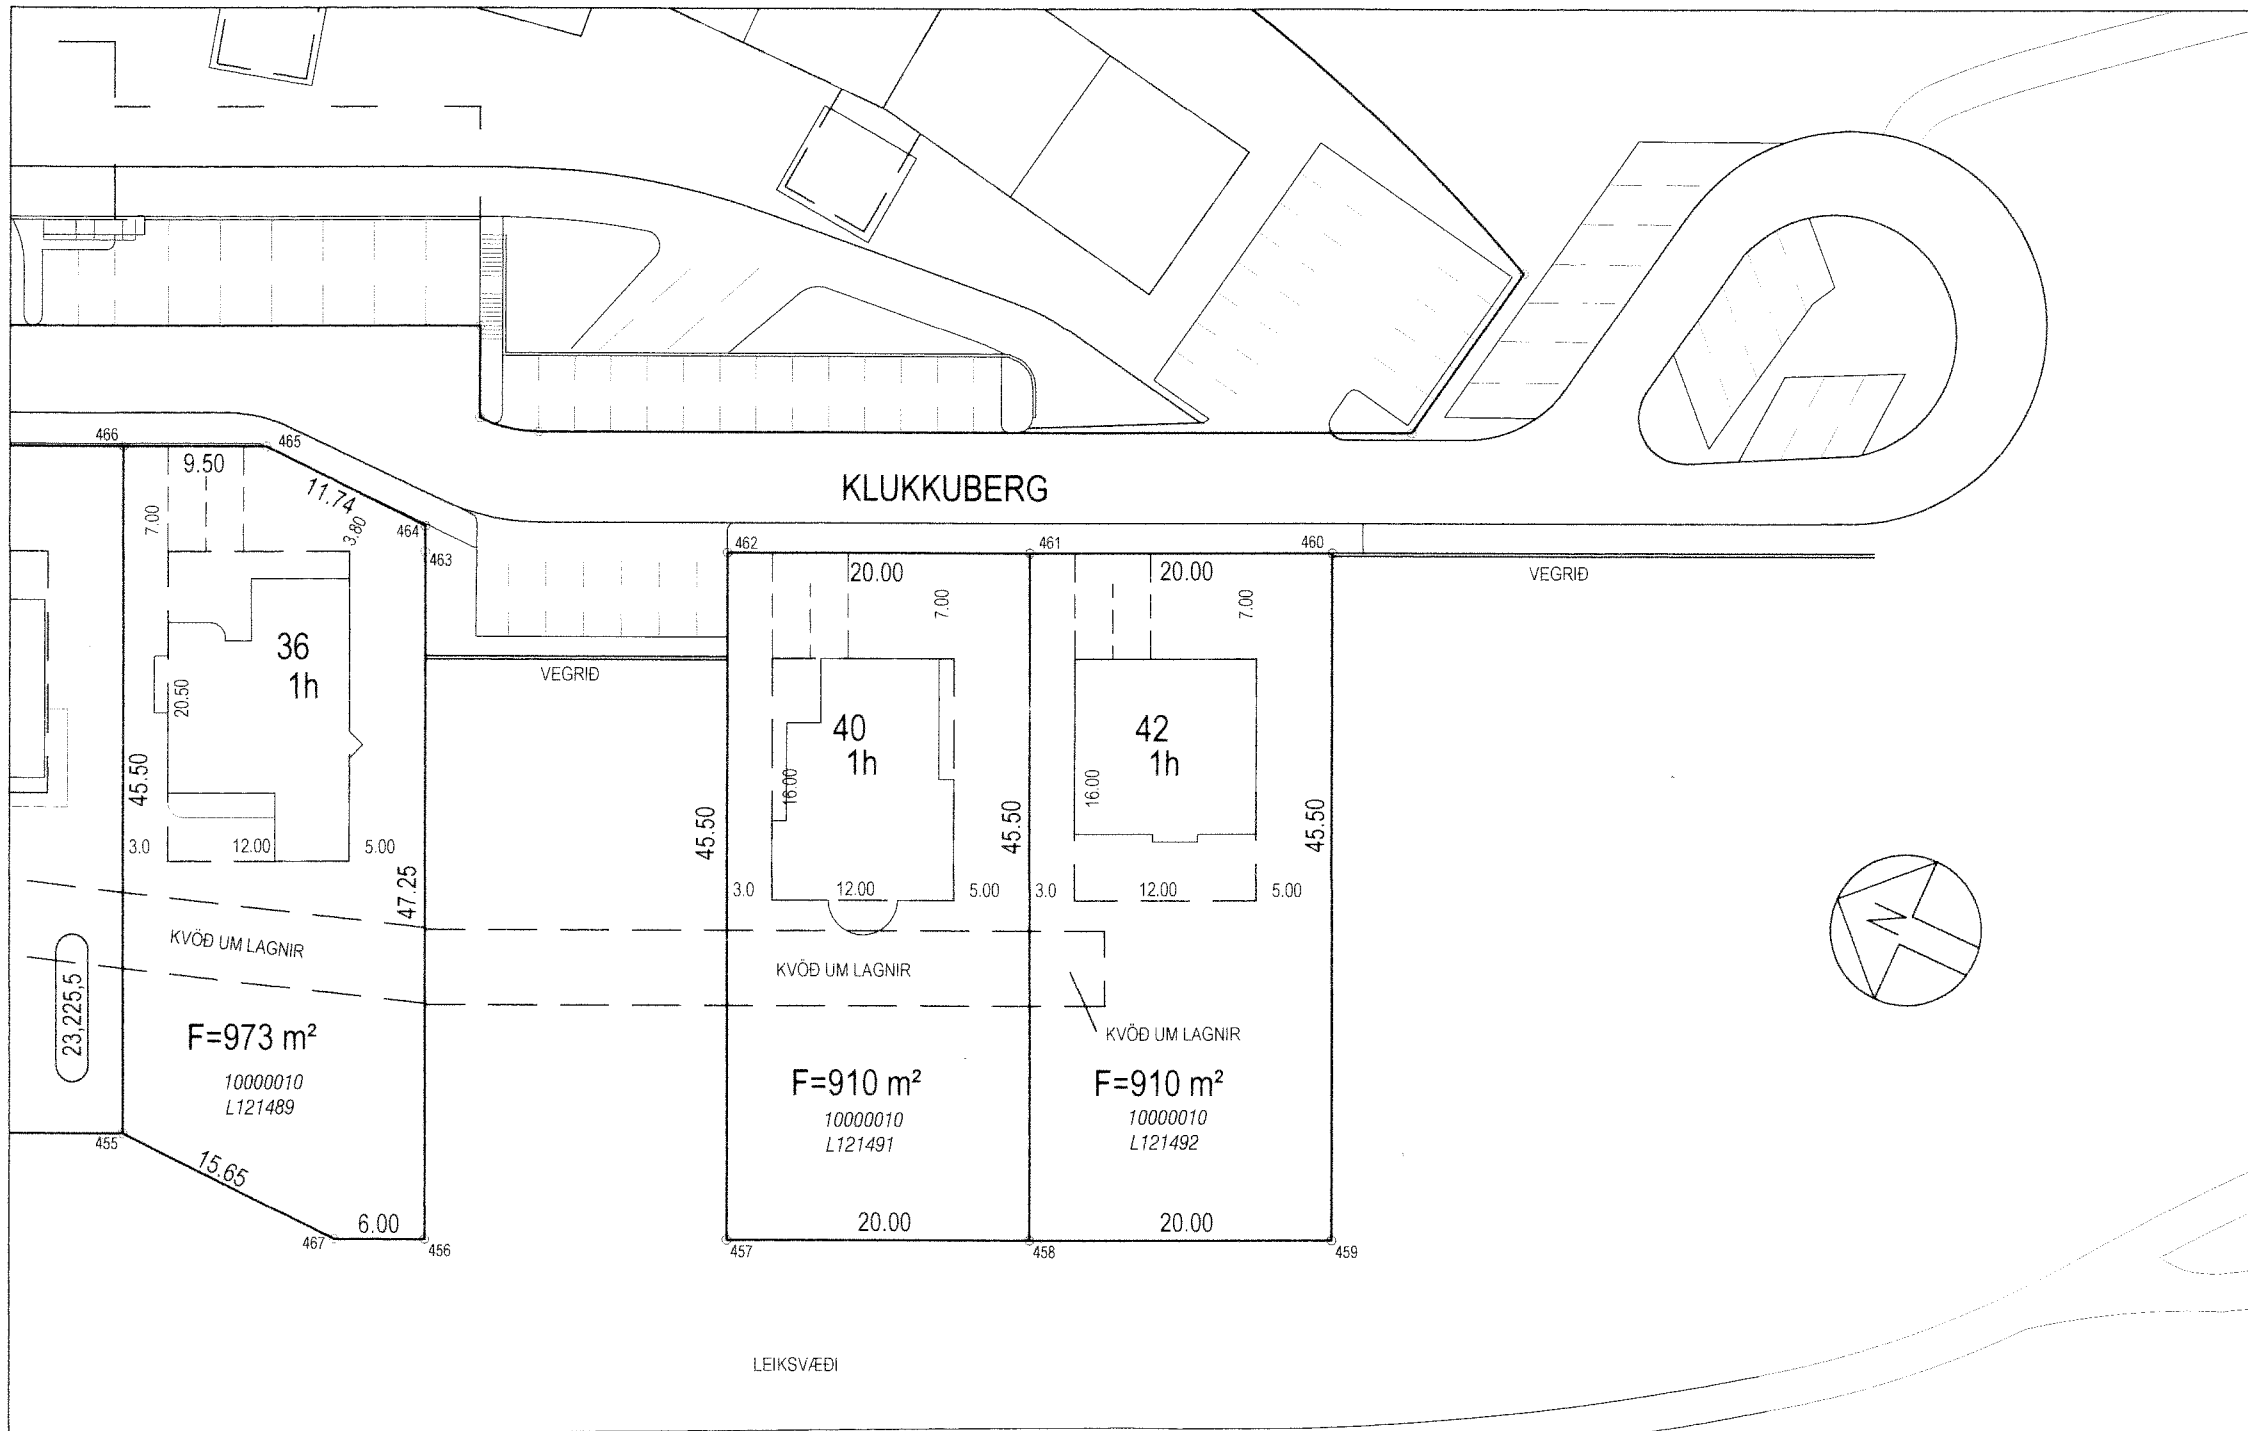 466
465
9.50
11.74
3.80
7.00
464
463
KLUKKUBERG
462
461
460
20.00
7.00
20.00
7.00
VEGRIÐ
VEGRIÐ
36
1h
20.50
45.50
3.0
12.00
5.00
47.25
40
1h
16.00
45.50
3.0
12.00
5.00
45.50
42
1h
16.00
45.50
3.0
12.00
5.00
KVÖÐ UM LAGNIR
KVÖÐ UM LAGNIR
KVÖÐ UM LAGNIR
23,225,5
F=973 m²
10000010
L121489
F=910 m²
10000010
L121491
F=910 m²
10000010
L121492
455
15.65
6.00
467
456
20.00
20.00
457
458
459
LEIKSVÆÐI
N